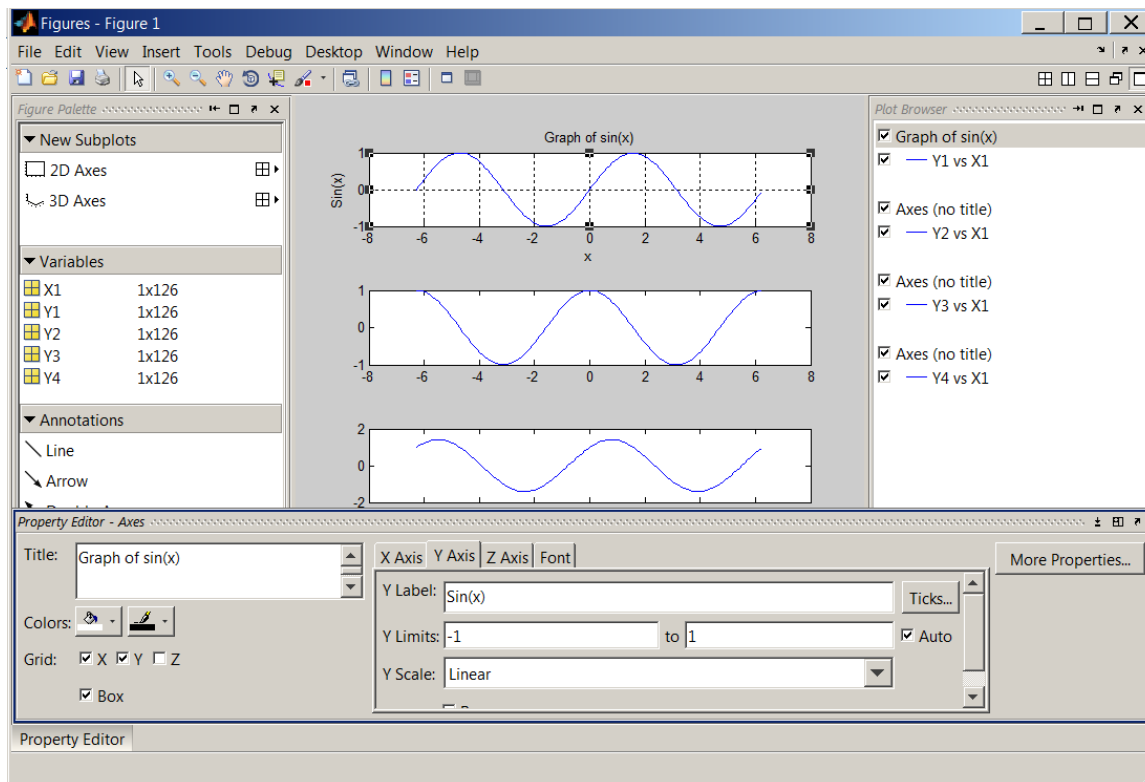 Figures - Figure 1
File Edit View Insert Tools Debug Desktop Window Help
Figure Palette
New Subplots
2D Axes
3D Axes
Variables
X1 1x126
Y1 1x126
Y2 1x126
Y3 1x126
Y4 1x126
Annotations
Line
Arrow
Graph of sin(x)
Sin(x)
1
0
-1
-8 -6 -4 -2 0 2 4 6 8
x
1
0
-1
-8 -6 -4 -2 0 2 4 6 8
2
0
-2
Plot Browser
Graph of sin(x)
Y1 vs X1
Axes (no title)
Y2 vs X1
Axes (no title)
Y3 vs X1
Axes (no title)
Y4 vs X1
Property Editor - Axes
Title: Graph of sin(x)
Colors:
Grid: X Y Z
Box
X Axis Y Axis Z Axis Font
Y Label: Sin(x) Ticks...
Y Limits: -1 to 1 Auto
Y Scale: Linear
More Properties...
Property Editor